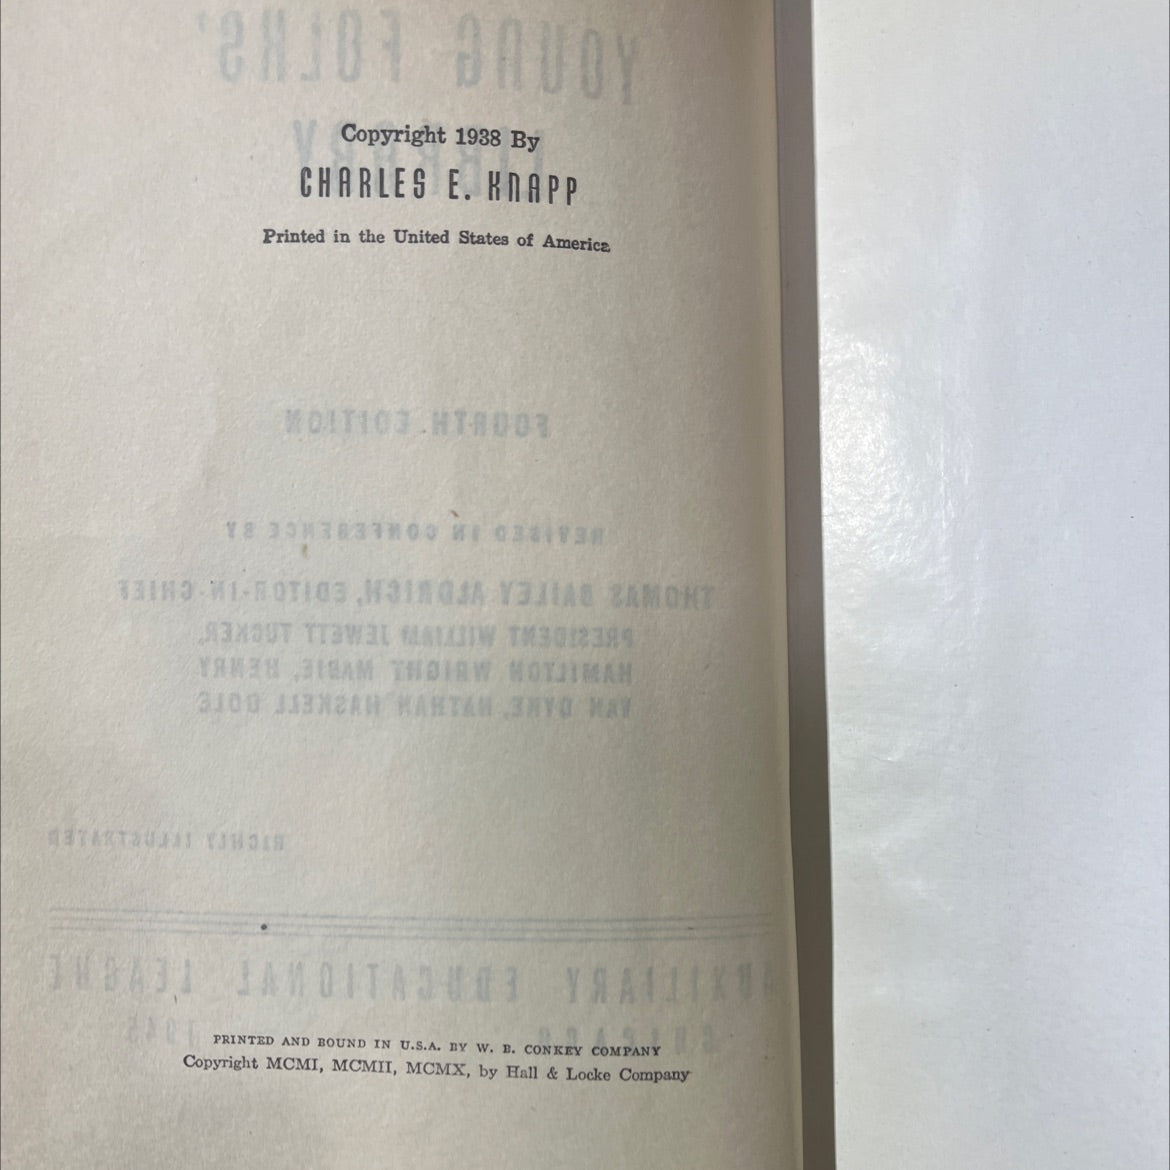 Copyright 1938 By
CHARLES E. KNAPP
Printed in the United States of America
PRINTED AND BOUND IN U.S.A. BY W. B. CONKEY COMPANY
Copyright MCMI, MCMII, MCMX, by Hall & Locke Company